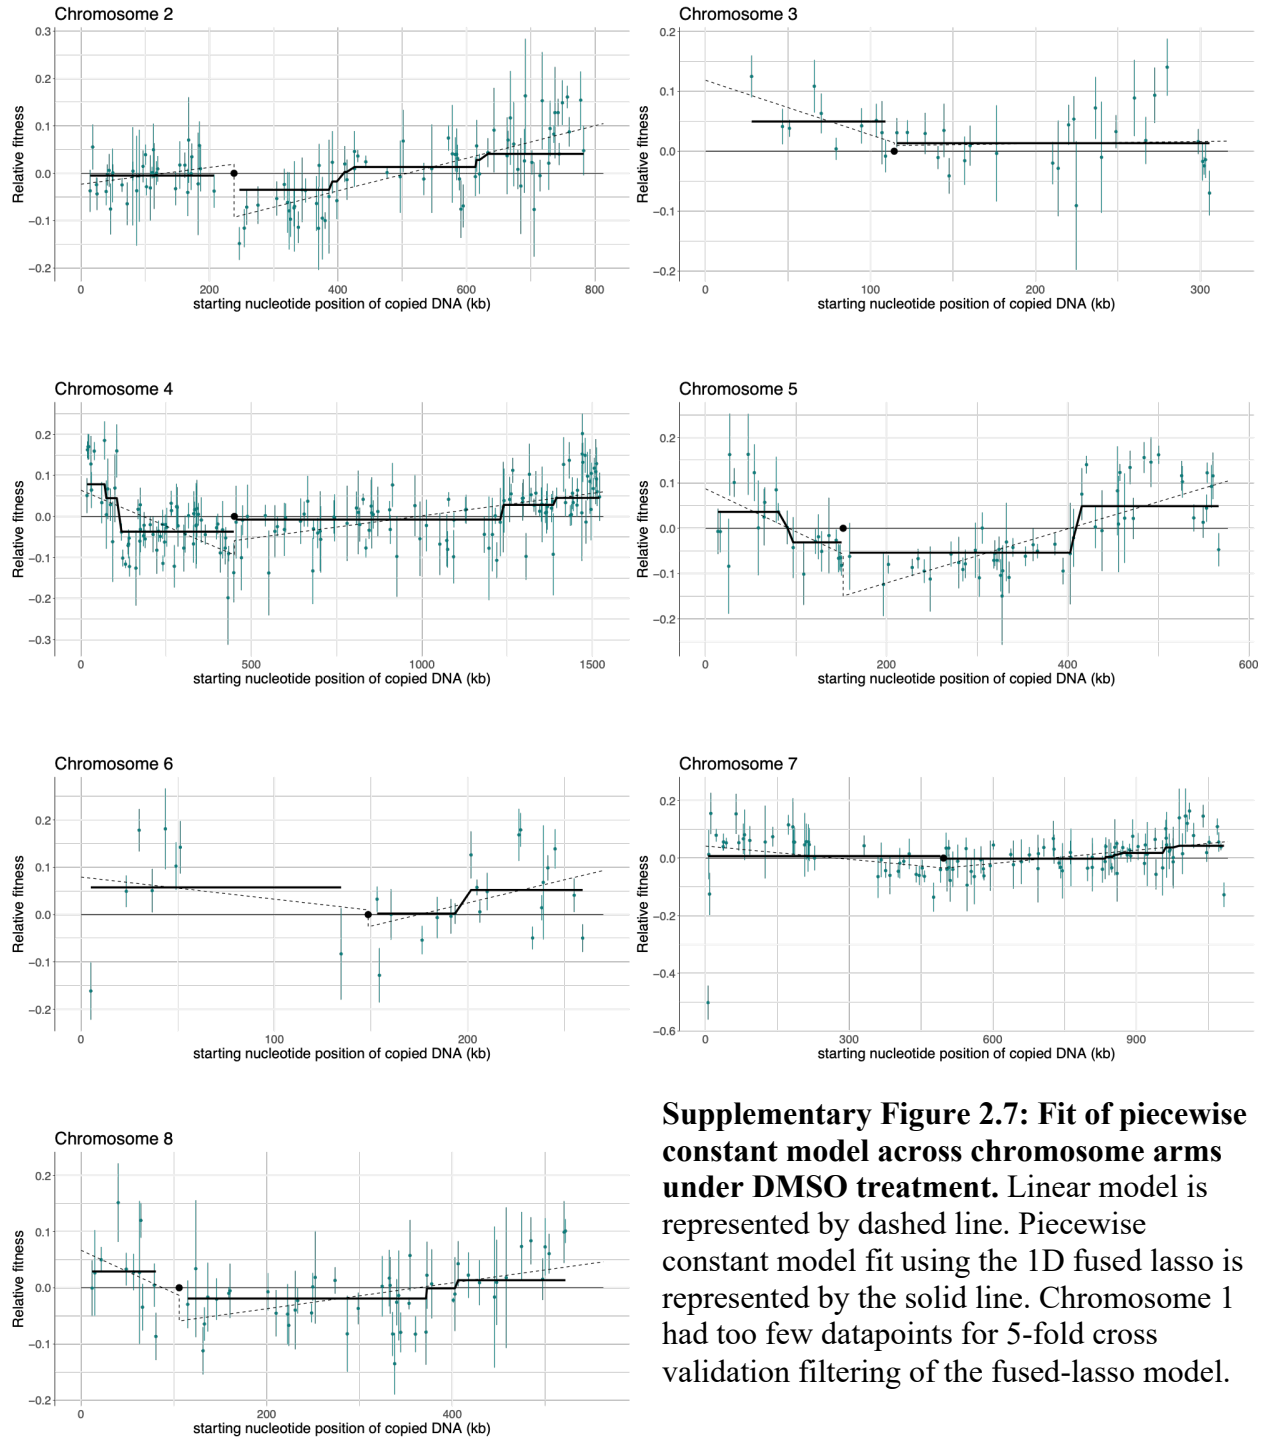 Chromosome 2
Relative fitness
0.3
0.2
0.1
0.0
−0.1
−0.2
0
200
400
600
800
starting nucleotide position of copied DNA (kb)
Chromosome 3
Relative fitness
0.2
0.1
0.0
−0.1
−0.2
0
100
200
300
starting nucleotide position of copied DNA (kb)
Chromosome 4
Relative fitness
0.2
0.1
0.0
−0.1
−0.2
−0.3
0
500
1000
1500
starting nucleotide position of copied DNA (kb)
Chromosome 5
Relative fitness
0.2
0.1
0.0
−0.1
−0.2
0
200
400
600
starting nucleotide position of copied DNA (kb)
Chromosome 6
Relative fitness
0.2
0.1
0.0
−0.1
−0.2
0
100
200
starting nucleotide position of copied DNA (kb)
Chromosome 7
Relative fitness
0.2
0.0
−0.2
−0.4
−0.6
0
300
600
900
starting nucleotide position of copied DNA (kb)
Chromosome 8
Relative fitness
0.2
0.1
0.0
−0.1
−0.2
0
200
400
starting nucleotide position of copied DNA (kb)
Supplementary Figure 2.7: Fit of piecewise
constant model across chromosome arms
under DMSO treatment. Linear model is
represented by dashed line. Piecewise
constant model fit using the 1D fused lasso is
represented by the solid line. Chromosome 1
had too few datapoints for 5-fold cross
validation filtering of the fused-lasso model.